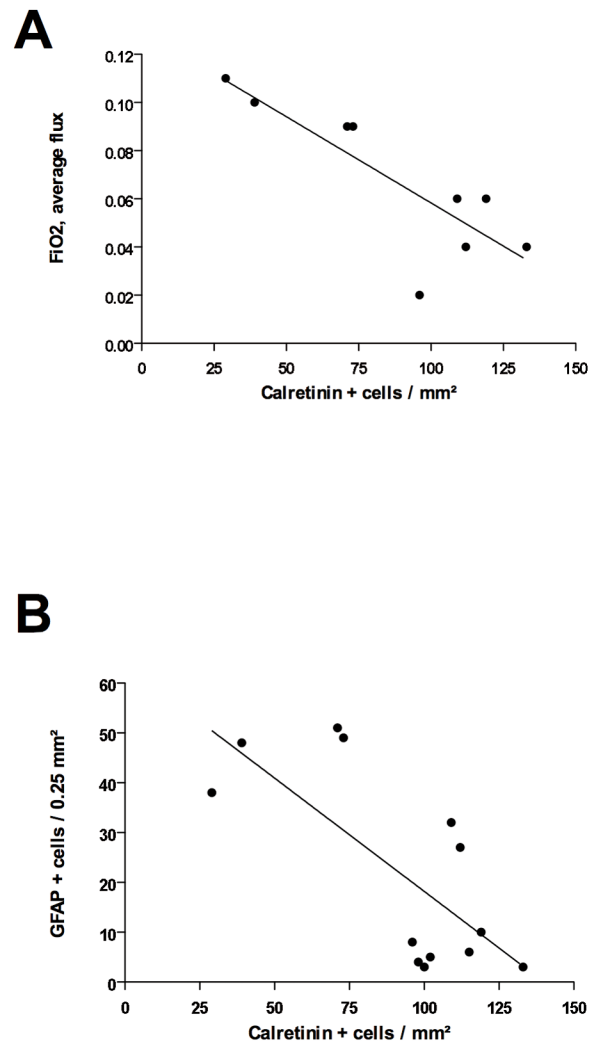 A
FiO2, average flux
0.12
0.10
0.08
0.06
0.04
0.02
0.00
0 25 50 75 100 125 150
Calretinin + cells / mm²
B
GFAP + cells / 0.25 mm²
60
50
40
30
20
10
0
0 25 50 75 100 125 150
Calretinin + cells / mm²